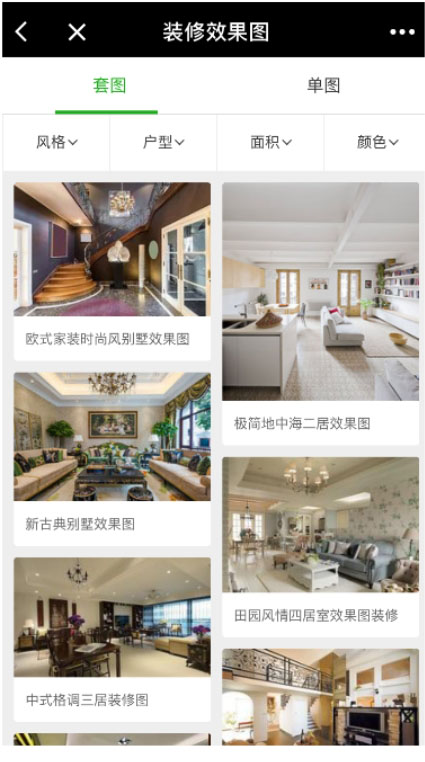 装修效果图
套图
单图
风格
户型
面积
颜色
欧式家装时尚风别墅效果图
极简地中海二居效果图
新古典别墅效果图
田园风情四居室效果图装修
中式格调三居装修图